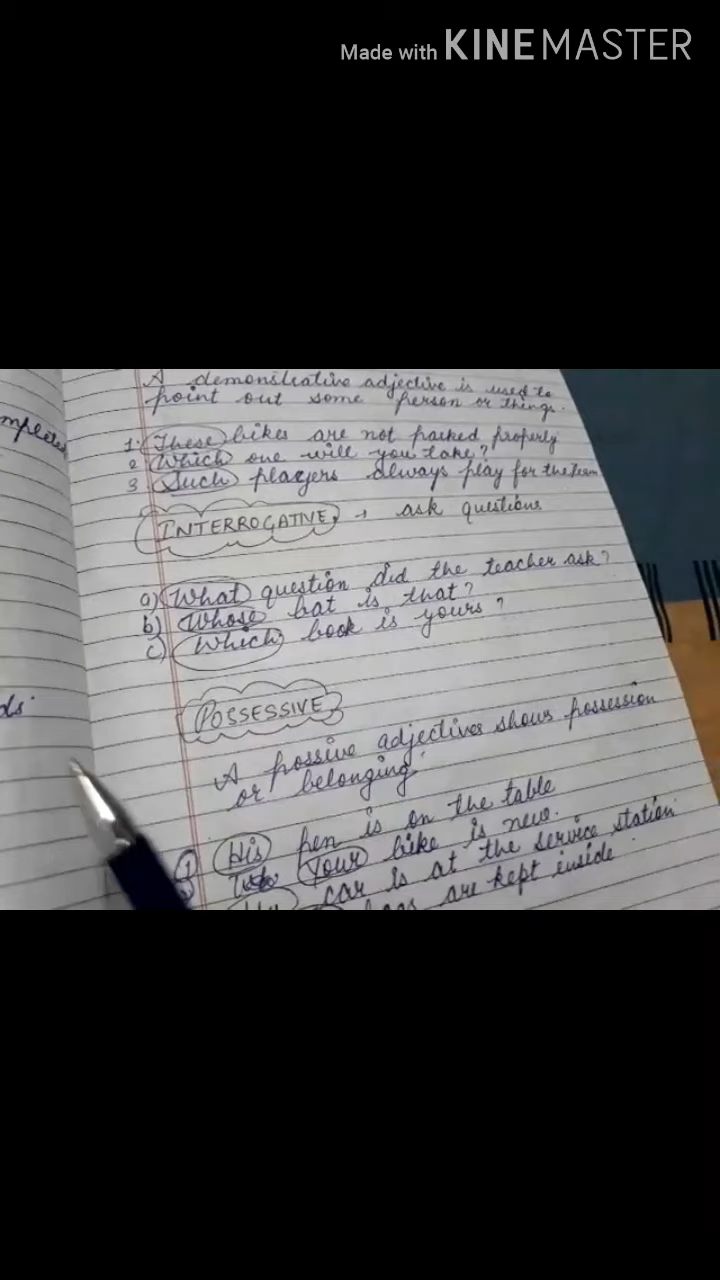 Made with KINEMASTER
A demonstrative adjective is used to
point out some person or things.
mpleted
1. These bikes are not parked properly
2 Which one will you take?
3 Such players always play for the team
INTERROGATIVE → ask questions
a) What question did the teacher ask?
b) Whose hat is that?
c) Which book is yours?
ds.
POSSESSIVE
A possive adjectives shows possession
or belonging
1 His pen is on the table
2 Your bike is new.
car is at the service station
are kept inside.